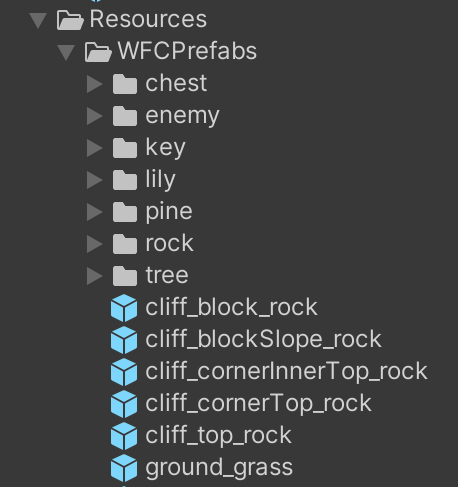 Resources
WFCPrefabs
chest
enemy
key
lily
pine
rock
tree
cliff_block_rock
cliff_blockSlope_rock
cliff_cornerInnerTop_rock
cliff_cornerTop_rock
cliff_top_rock
ground_grass